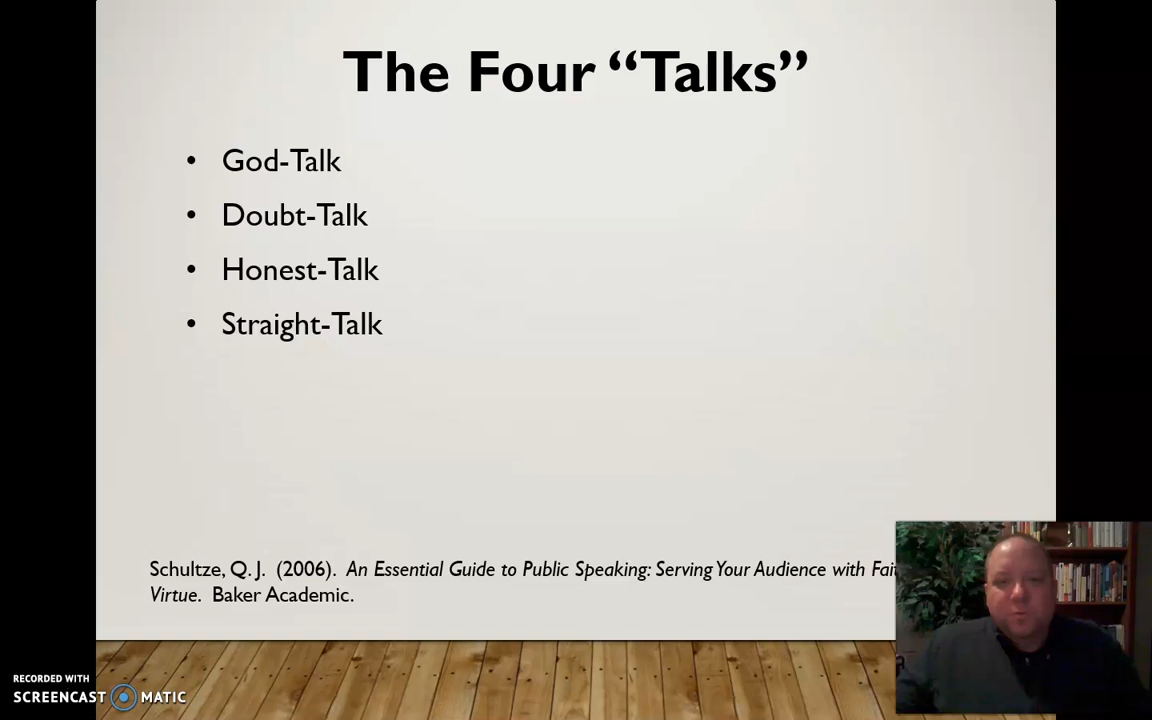 The Four “Talks”
• God-Talk
• Doubt-Talk
• Honest-Talk
• Straight-Talk
Schultze, Q. J. (2006). An Essential Guide to Public Speaking: Serving Your Audience with
Virtue. Baker Academic.
RECORDED WITH
SCREENCAST MATIC